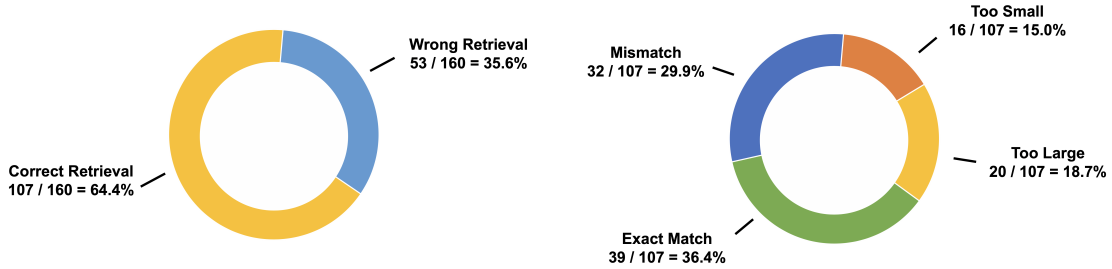 Wrong Retrieval
53 / 160 = 35.6%
Correct Retrieval
107 / 160 = 64.4%
Too Small
16 / 107 = 15.0%
Mismatch
32 / 107 = 29.9%
Too Large
20 / 107 = 18.7%
Exact Match
39 / 107 = 36.4%